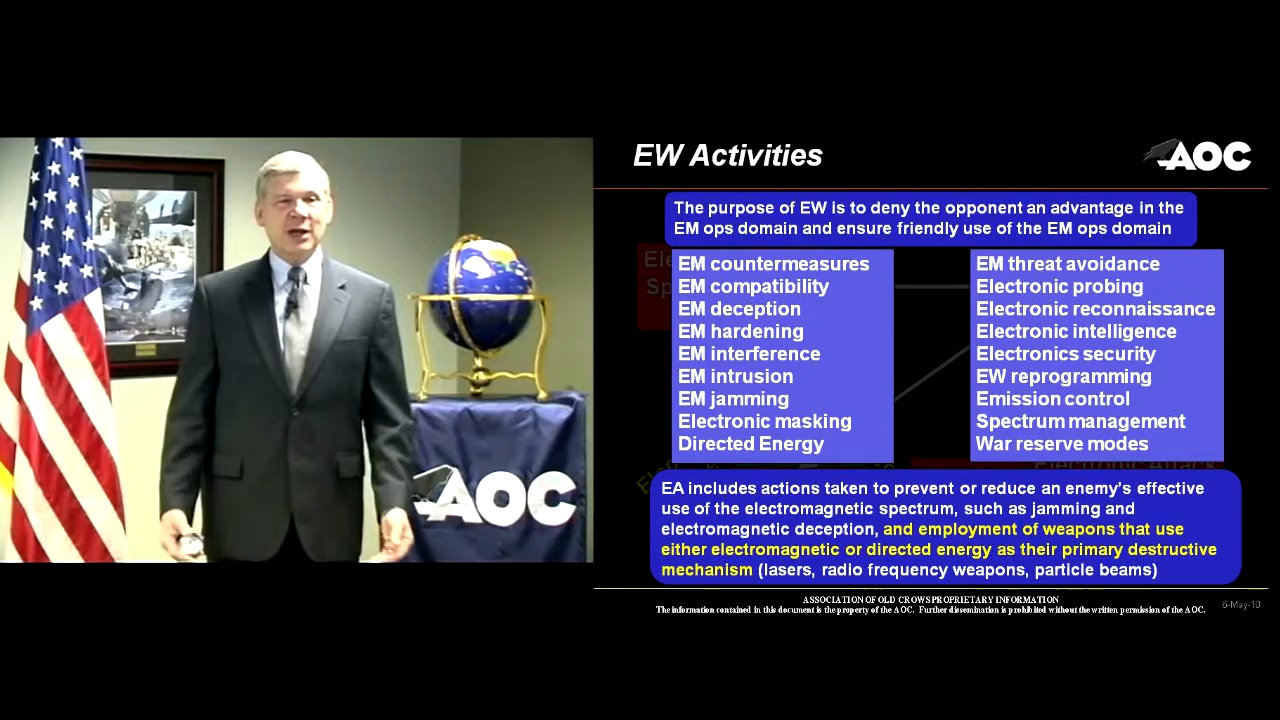 EW Activities
AOC
The purpose of EW is to deny the opponent an advantage in the
EM ops domain and ensure friendly use of the EM ops domain
EM countermeasures
EM compatibility
EM deception
EM hardening
EM interference
EM intrusion
EM jamming
Electronic masking
Directed Energy
EM threat avoidance
Electronic probing
Electronic reconnaissance
Electronic intelligence
Electronics security
EW reprogramming
Emission control
Spectrum management
War reserve modes
Electronic Attack
EA includes actions taken to prevent or reduce an enemy's effective
use of the electromagnetic spectrum, such as jamming and
electromagnetic deception, and employment of weapons that use
either electromagnetic or directed energy as their primary destructive
mechanism (lasers, radio frequency weapons, particle beams)
ASSOCIATION OF OLD CROWS PROPRIETARY INFORMATION
The information contained in this document is the property of the AOC. Further dissemination is prohibited without the written permission of the AOC.
6-May-10
AOC